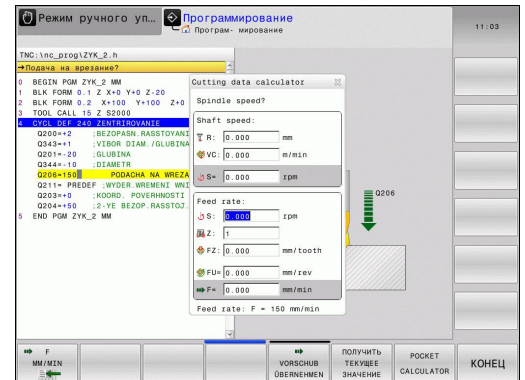 Режим ручного уп...
Программирование
Програм- мирование
11:03
TNC:\nc_prog\ZYK_2.h
→Подача на врезание?
0 BEGIN PGM ZYK_2 MM
1 BLK FORM 0.1 Z X+0 Y+0 Z-20
2 BLK FORM 0.2 X+100 Y+100 Z+0
3 TOOL CALL 15 Z S2000
4 CYCL DEF 240 ZENTRIROVANIE
Q200=+2 ;BEZOPASN.RASSTOYANI
Q343=+1 ;VIBOR DIAM./GLUBINA
Q201=-20 ;GLUBINA
Q344=-10 ;DIAMETR
Q206=150 PODACHA NA WREZA
Q211= PREDEF ;WYDER.WREMENI WNI
Q203=+0 ;KOORD. POVERHNOSTI
Q204=+50 ;2-YE BEZOP.RASSTOJ.
5 END PGM ZYK_2 MM
Cutting data calculator
Spindle speed?
Shaft speed:
R: 0.000 mm
VC: 0.000 m/min
S= 0.000 rpm
Feed rate:
S: 0.000 rpm
Z: 1
FZ: 0.000 mm/tooth
FU= 0.000 mm/rev
F= 0.000 mm/min
Feed rate: F = 150 mm/min
Q206
F
MM/MIN
VORSCHUB
ÜBERNEHMEN
ПОЛУЧИТЬ
ТЕКУЩЕЕ
ЗНАЧЕНИЕ
POCKET
CALCULATOR
КОНЕЦ